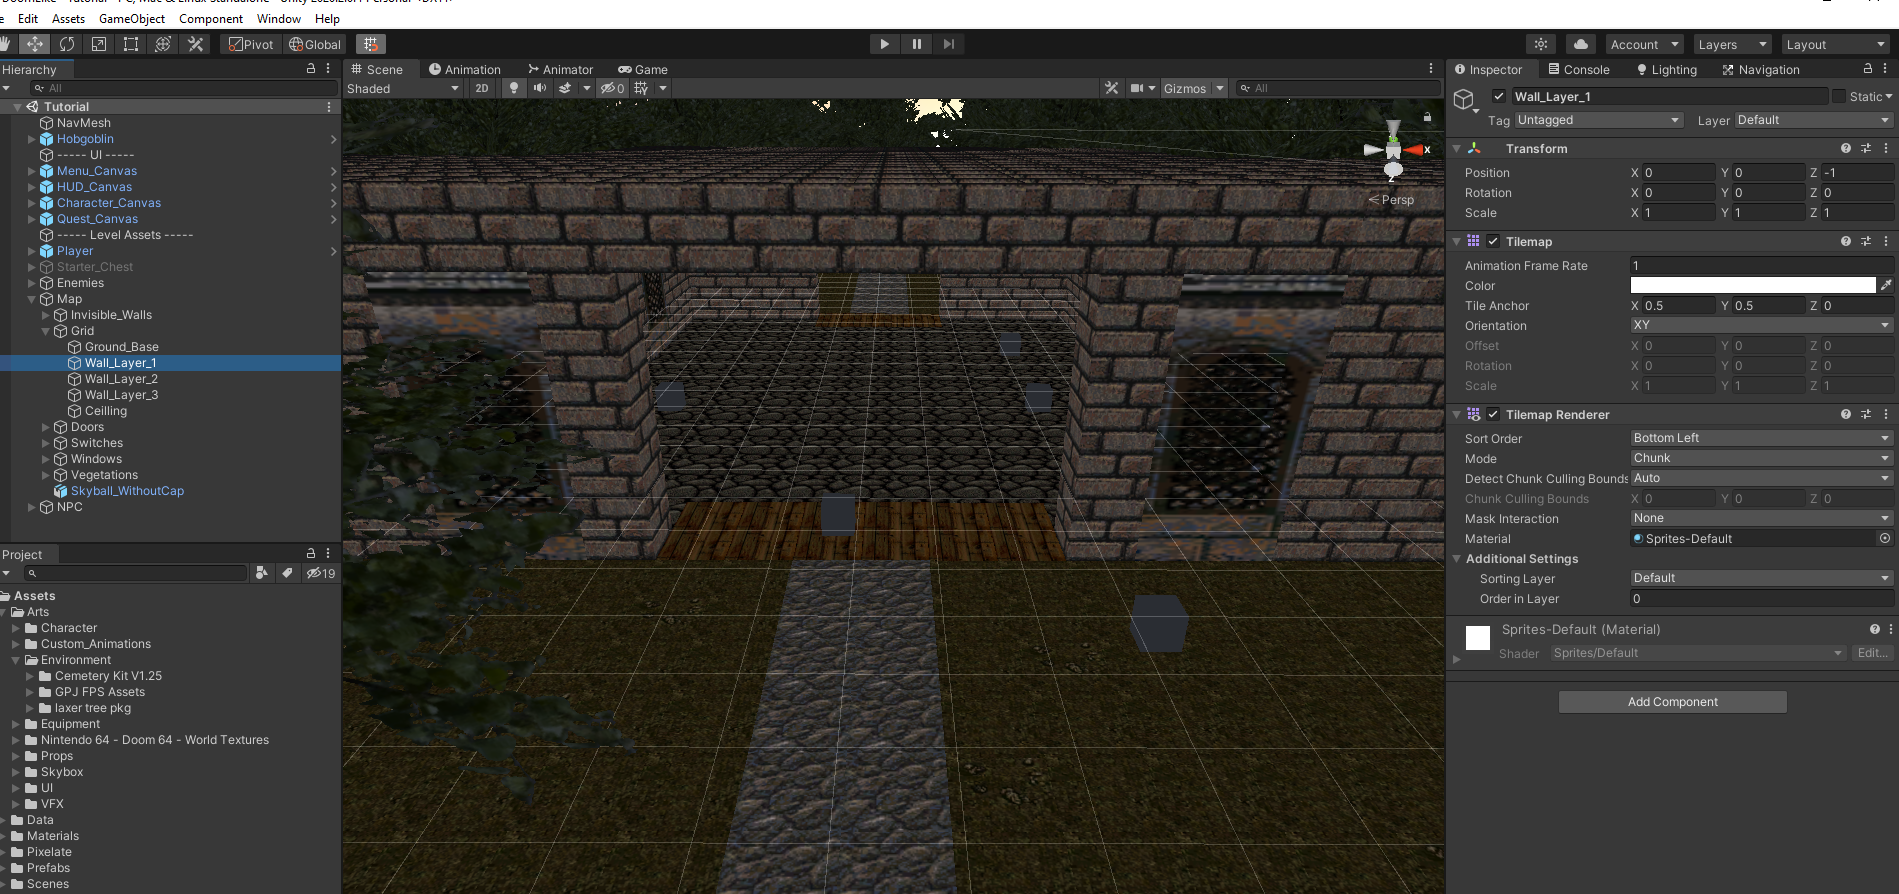 Edit Assets GameObject Component Window Help
Pivot Global Account Layers Layout
Hierarchy
All
Tutorial
NavMesh
Hobgoblin
----- UI -----
Menu_Canvas
HUD_Canvas
Character_Canvas
Quest_Canvas
----- Level Assets -----
Player
Starter_Chest
Enemies
Map
Invisible_Walls
Grid
Ground_Base
Wall_Layer_1
Wall_Layer_2
Wall_Layer_3
Ceilling
Doors
Switches
Windows
Vegetations
Skyball_WithoutCap
NPC
Project
19
Assets
Arts
Character
Custom_Animations
Environment
Cemetery Kit V1.25
GPJ FPS Assets
laxer tree pkg
Equipment
Nintendo 64 - Doom 64 - World Textures
Props
Skybox
UI
VFX
Data
Materials
Pixelate
Prefabs
Scenes
Scene Animation Animator Game
Shaded 2D 0 Gizmos All
x
z
Persp
Inspector Console Lighting Navigation
Wall_Layer_1 Static
Tag Untagged Layer Default
Transform
Position X 0 Y 0 Z -1
Rotation X 0 Y 0 Z 0
Scale X 1 Y 1 Z 1
Tilemap
Animation Frame Rate 1
Color
Tile Anchor X 0.5 Y 0.5 Z 0
Orientation XY
Offset X 0 Y 0 Z 0
Rotation X 0 Y 0 Z 0
Scale X 1 Y 1 Z 1
Tilemap Renderer
Sort Order Bottom Left
Mode Chunk
Detect Chunk Culling Bounds Auto
Chunk Culling Bounds X 0 Y 0 Z 0
Mask Interaction None
Material Sprites-Default
Additional Settings
Sorting Layer Default
Order in Layer 0
Sprites-Default (Material)
Shader Sprites/Default Edit...
Add Component